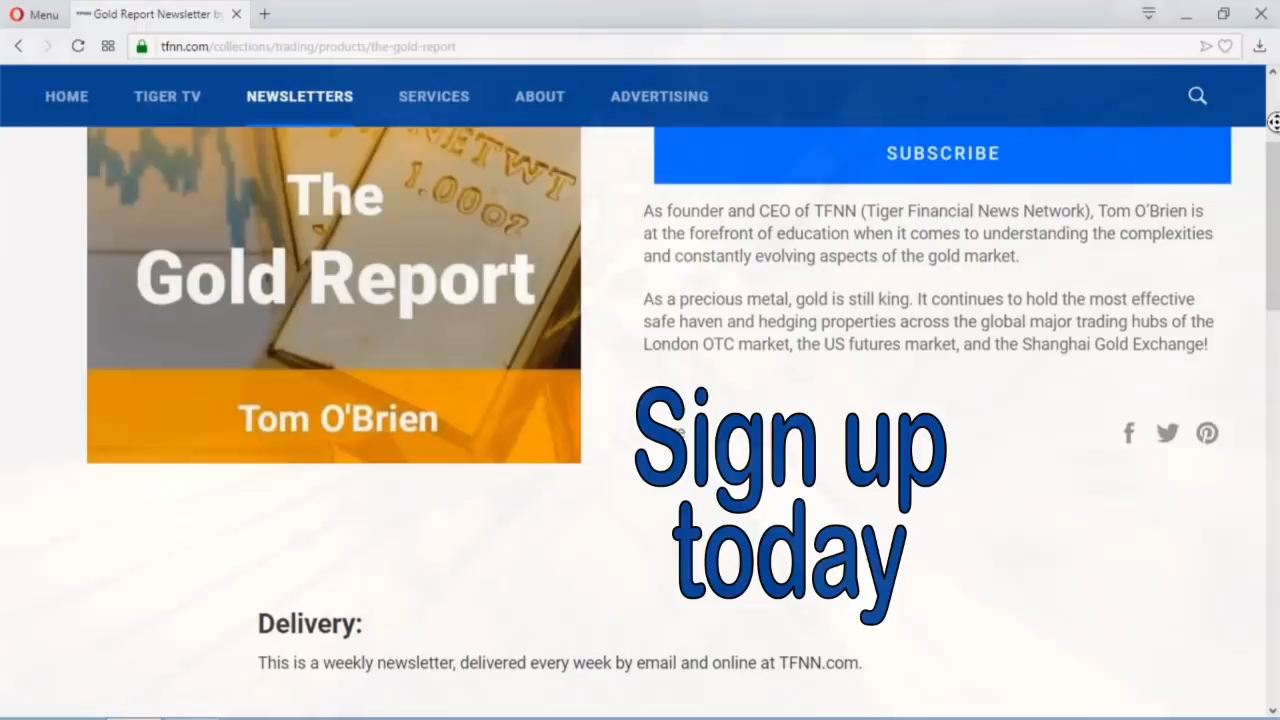 Menu
Gold Report Newsletter b
tfnn.com/collections/trading/products/the-gold-report
HOME
TIGER TV
NEWSLETTERS
SERVICES
ABOUT
ADVERTISING
NETWT
1.00oz
The
Gold Report
Tom O'Brien
SUBSCRIBE
As founder and CEO of TFNN (Tiger Financial News Network), Tom O'Brien is
at the forefront of education when it comes to understanding the complexities
and constantly evolving aspects of the gold market.
As a precious metal, gold is still king. It continues to hold the most effective
safe haven and hedging properties across the global major trading hubs of the
London OTC market, the US futures market, and the Shanghai Gold Exchange!
Sign up
today
Delivery:
This is a weekly newsletter, delivered every week by email and online at TFNN.com.